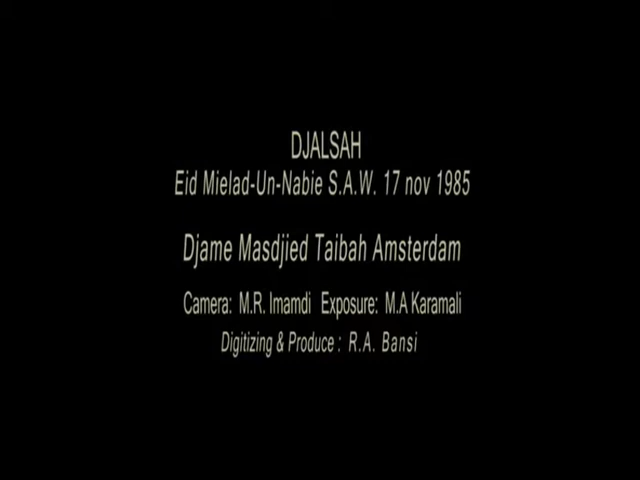 DJALSAH
Eid Mielad-Un-Nabie S.A.W. 17 nov 1985
Djame Masdjied Taibah Amsterdam
Camera: M.R. Imamdi Exposure: M.A Karamali
Digitizing & Produce : R.A. Bansi